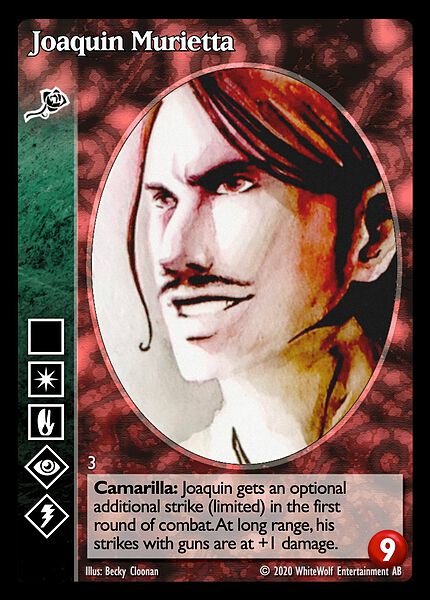 Joaquin Murietta
3
Camarilla: Joaquin gets an optional
additional strike (limited) in the first
round of combat. At long range, his
strikes with guns are at +1 damage.
9
Illus: Becky Cloonan
© 2020 WhiteWolf Entertainment AB